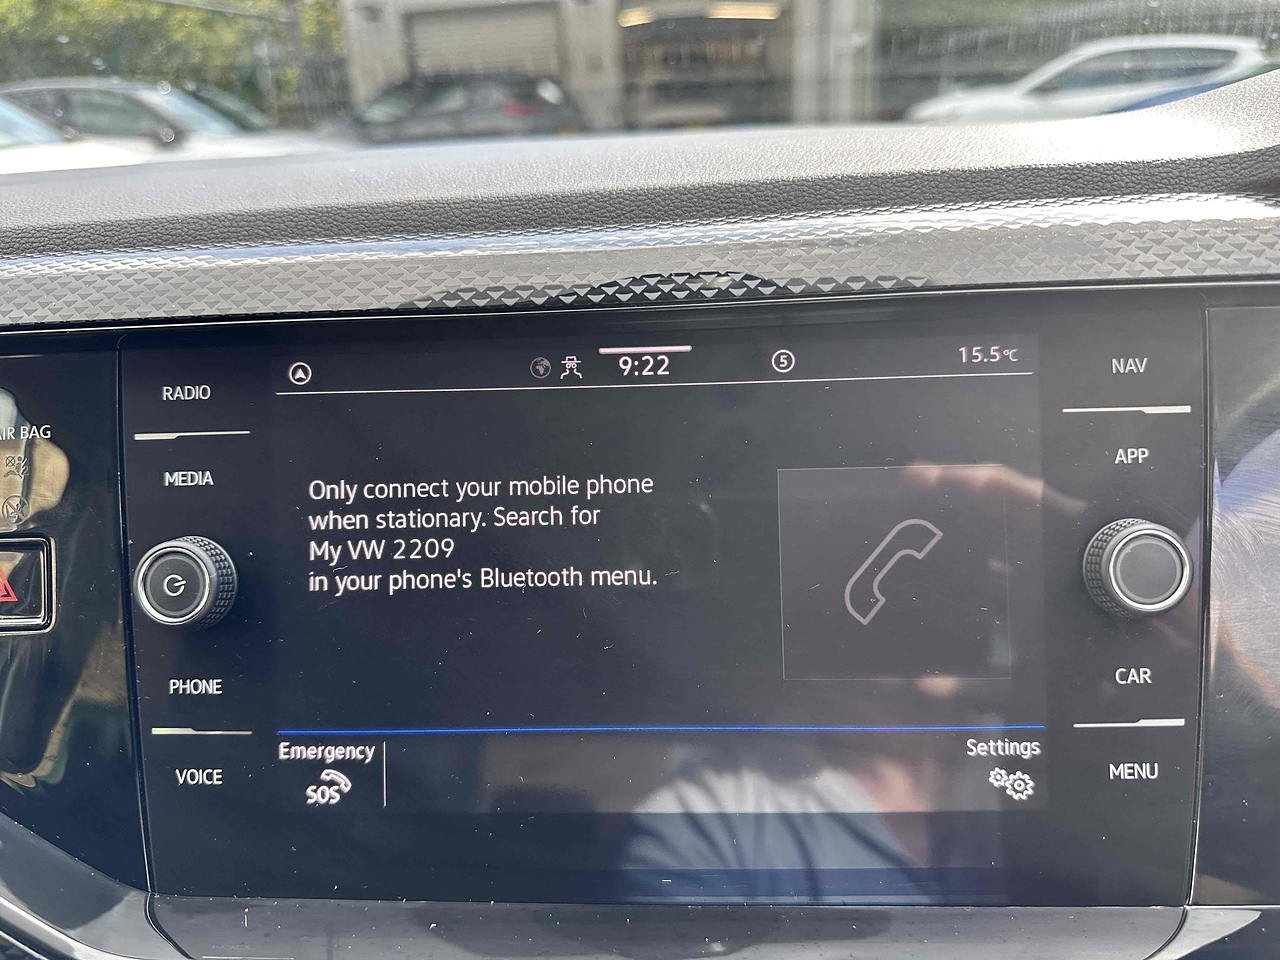 9:22
5
15.5°C
RADIO
NAV
AIR BAG
MEDIA
APP
Only connect your mobile phone
when stationary. Search for
My VW 2209
in your phone's Bluetooth menu.
PHONE
CAR
Emergency
SOS
Settings
VOICE
MENU